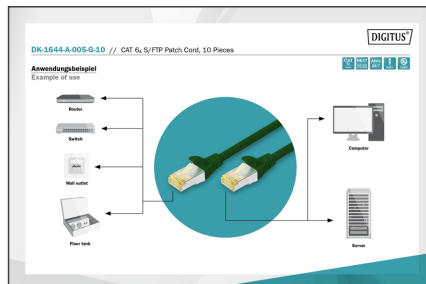 DIGITUS®
DK-1644-A-005-G-10 // CAT 6A S/FTP Patch Cord, 10 Pieces
Anwendungsbeispiel
Example of use
Router
Switch
Wall outlet
Floor tank
Computer
Server